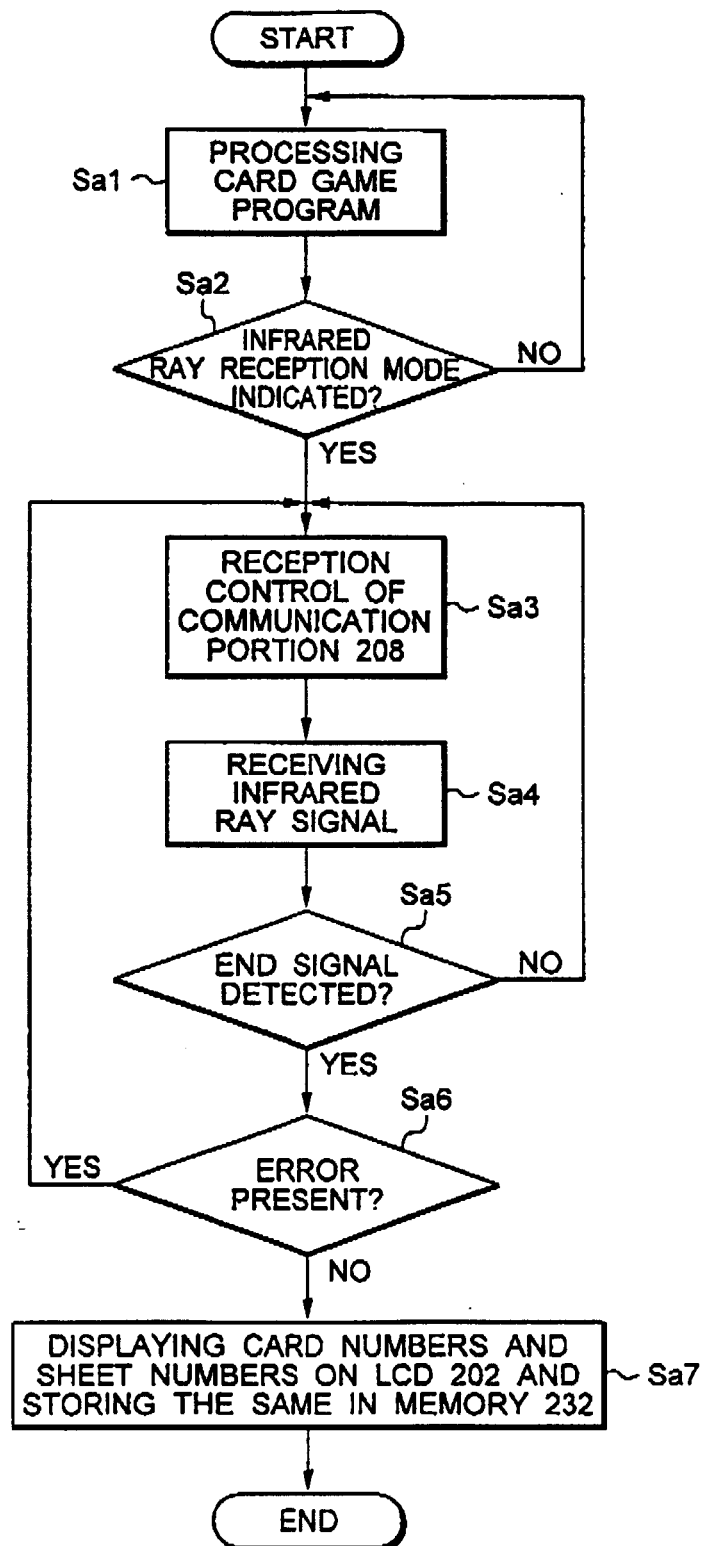 START
Sa1
PROCESSING
CARD GAME
PROGRAM
Sa2
INFRARED
RAY RECEPTION MODE
INDICATED?
NO
YES
RECEPTION
CONTROL OF
COMMUNICATION
PORTION 208
Sa3
RECEIVING
INFRARED
RAY SIGNAL
Sa4
Sa5
END SIGNAL
DETECTED?
NO
YES
Sa6
YES
ERROR
PRESENT?
NO
DISPLAYING CARD NUMBERS AND
SHEET NUMBERS ON LCD 202 AND
STORING THE SAME IN MEMORY 232
Sa7
END